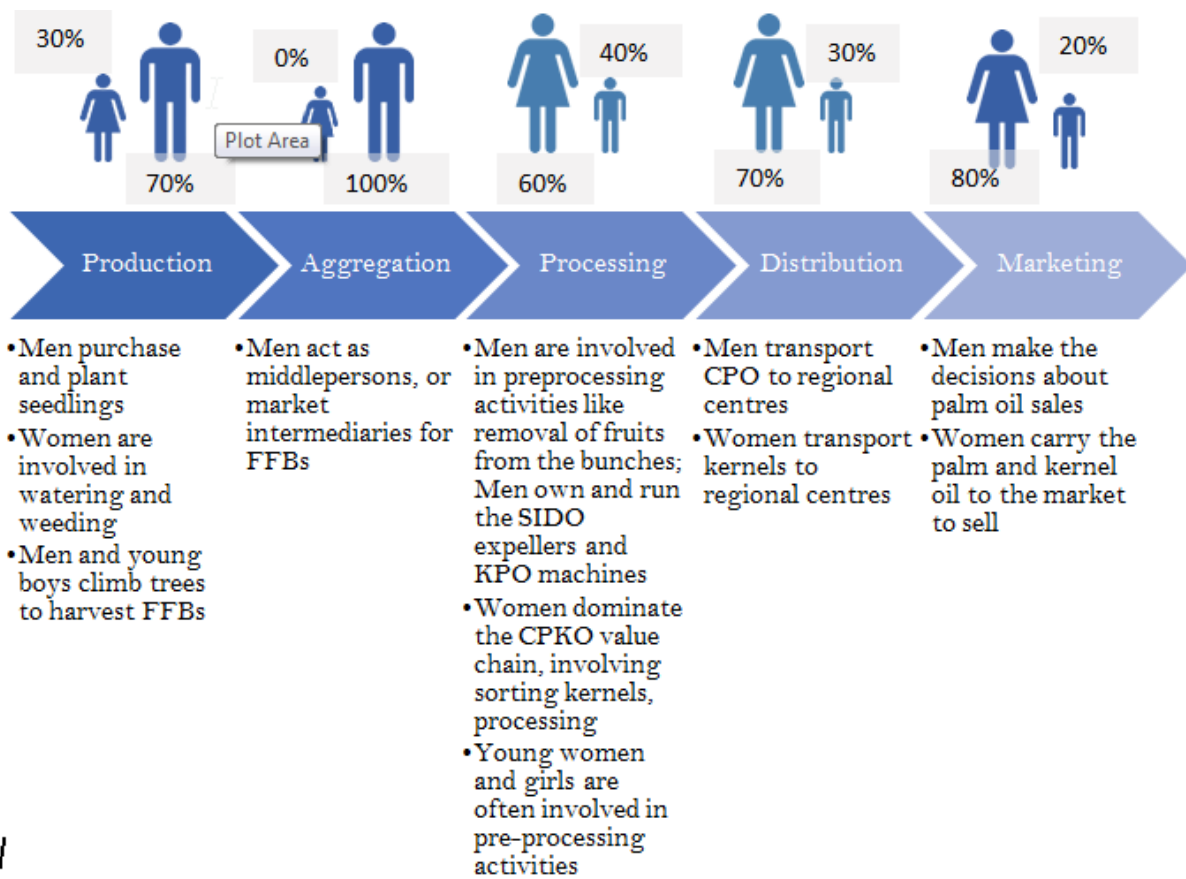 30%
0%
40%
30%
20%
Plot Area
70%
100%
60%
70%
80%
Production
Aggregation
Processing
Distribution
Marketing
•Men purchase
and plant
seedlings
•Women are
involved in
watering and
weeding
•Men and young
boys climb trees
to harvest FFBs
•Men act as
middlepersons, or
market
intermediaries for
FFBs
•Men are involved
in preprocessing
activities like
removal of fruits
from the bunches;
Men own and run
the SIDO
expellers and
KPO machines
•Women dominate
the CPKO value
chain, involving
sorting kernels,
processing
•Young women
and girls are
often involved in
pre-processing
activities
•Men transport
CPO to regional
centres
•Women transport
kernels to
regional centres
•Men make the
decisions about
palm oil sales
•Women carry the
palm and kernel
oil to the market
to sell